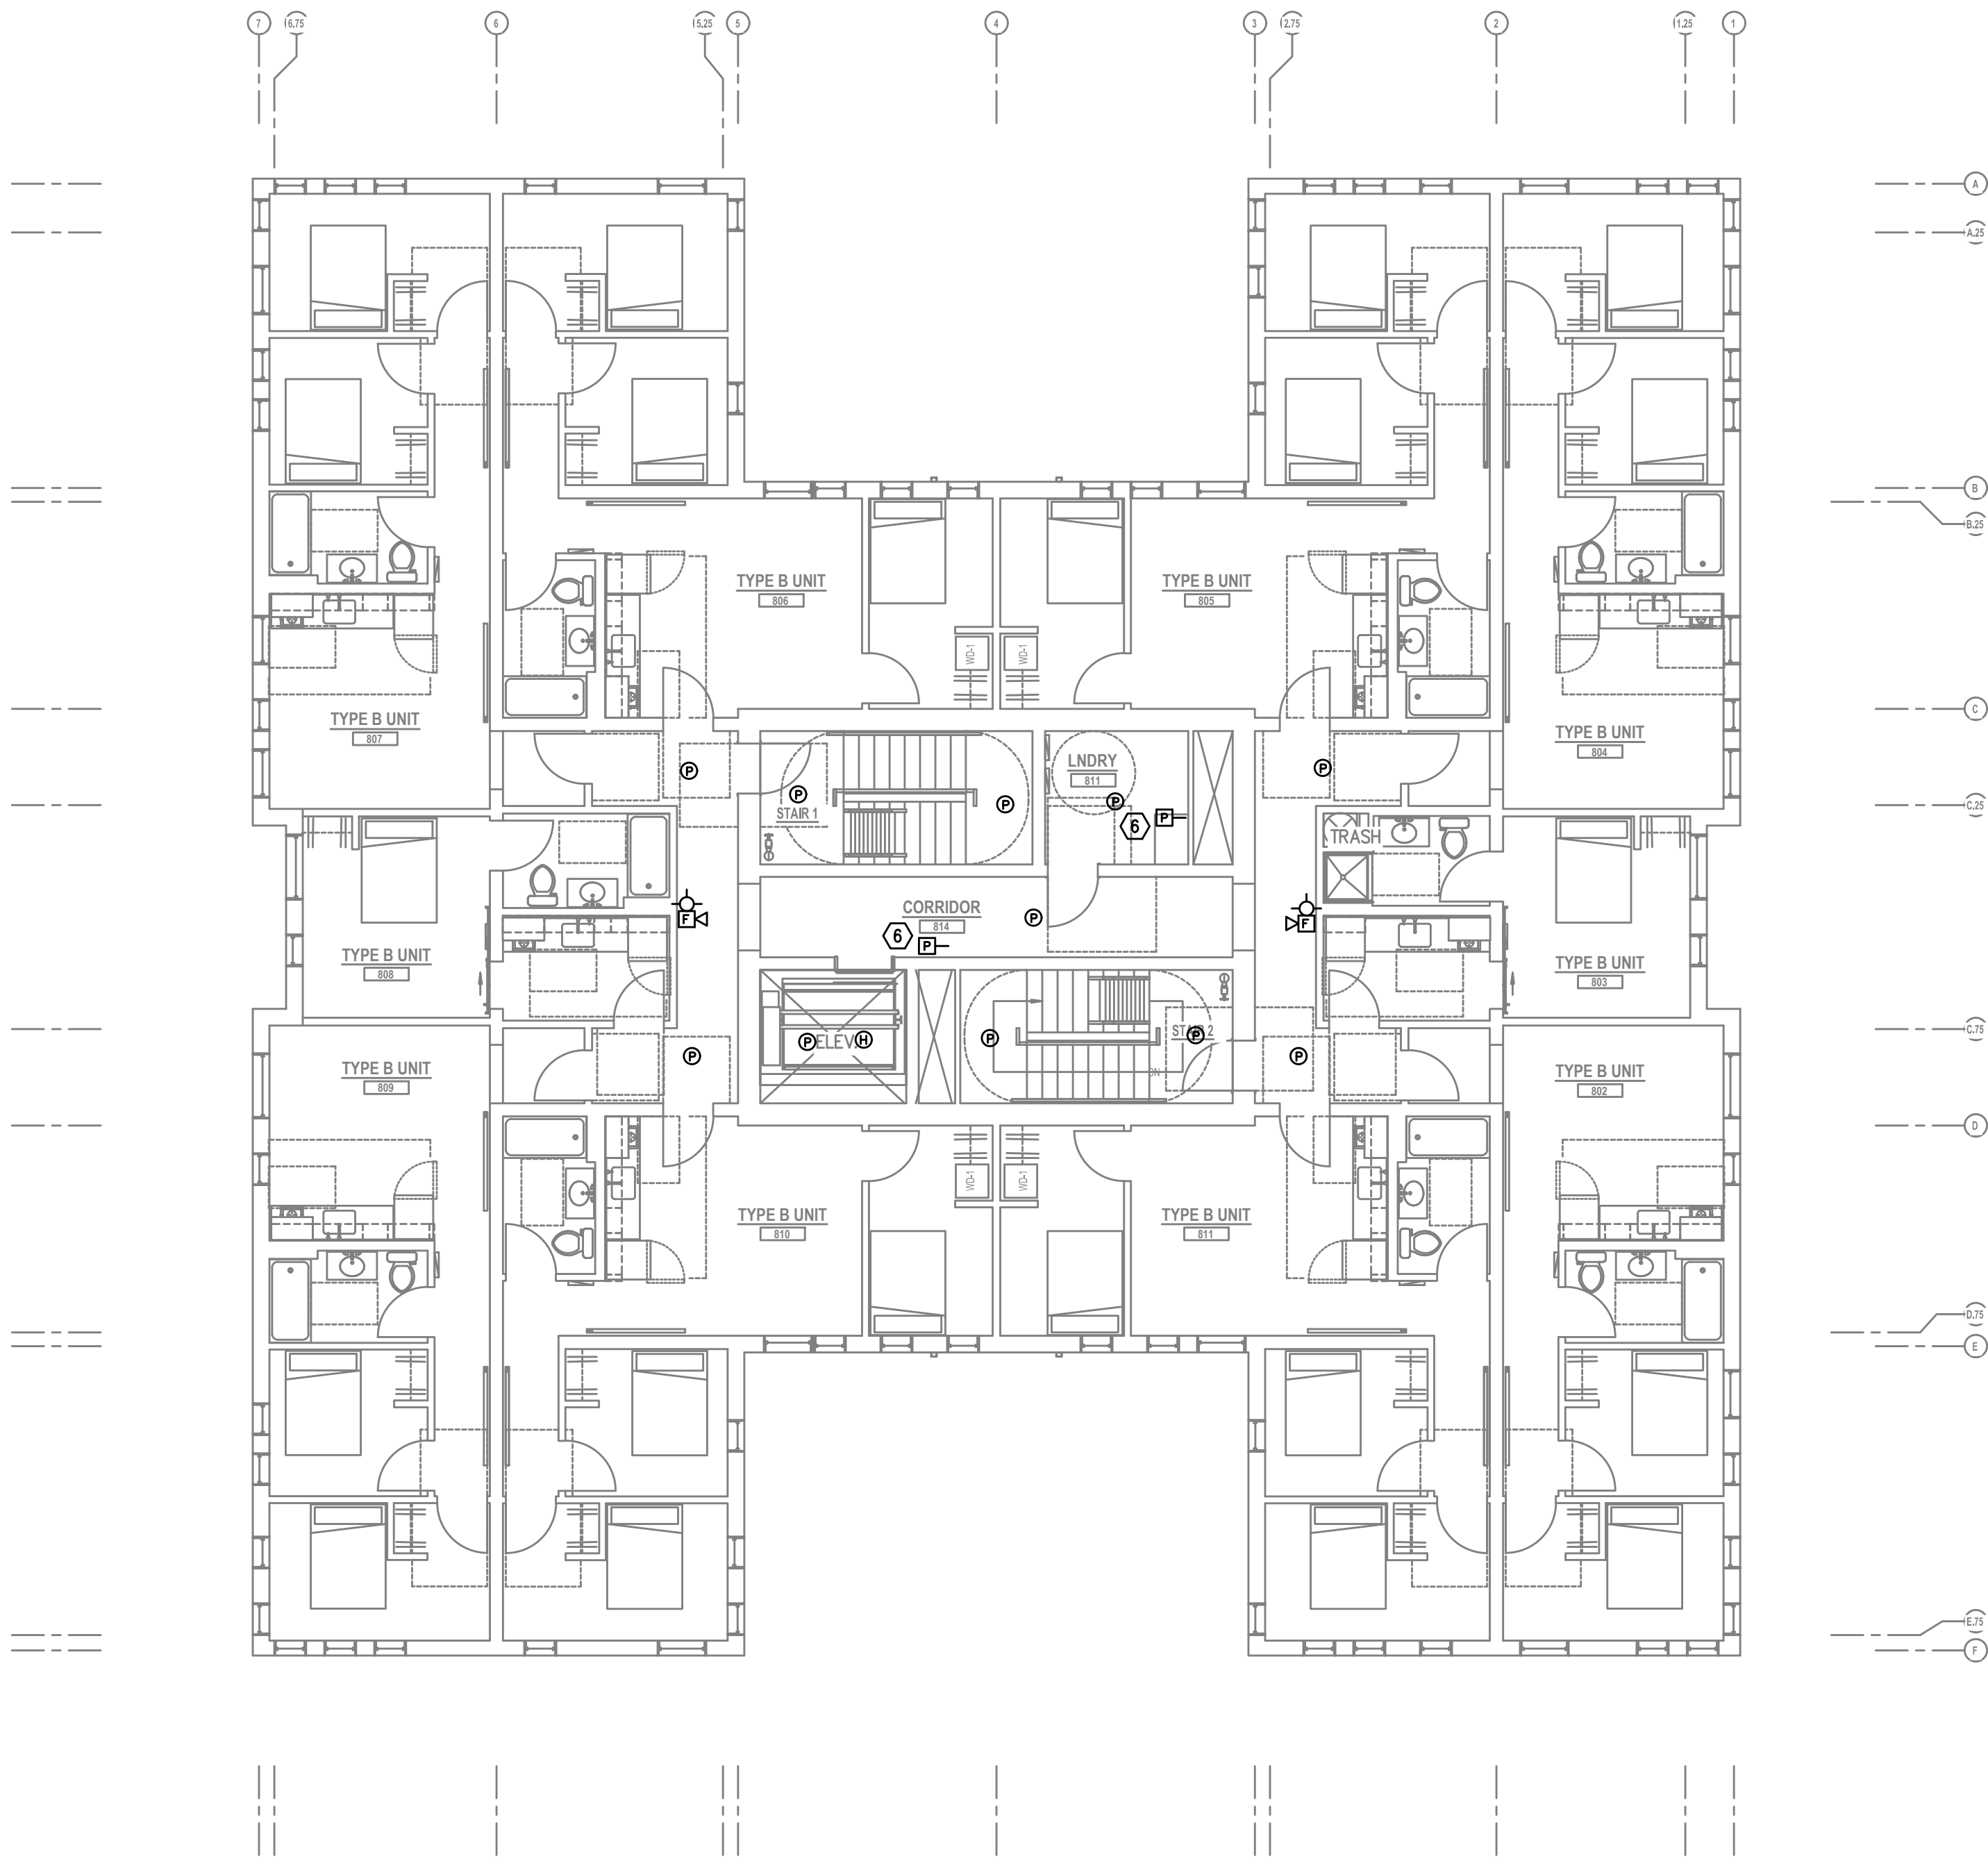 7 6.75 6 5.25 5 4 3 2.75 2 1.25 1
A
A.25
B
B.25
TYPE B UNIT
806
TYPE B UNIT
805
WD-1
WD-1
C
TYPE B UNIT
807
TYPE B UNIT
804
LNDRY
811
P
P
P
P
P
P
STAIR 1
6
C.25
TRASH
CORRIDOR
814
F
P
F
6
P
TYPE B UNIT
808
TYPE B UNIT
803
C.75
STAIR 2
P
ELEV.
H
P
P
P
P
DN
TYPE B UNIT
809
TYPE B UNIT
802
D
WD-1
WD-1
TYPE B UNIT
810
TYPE B UNIT
811
D.75
E
E.75
F